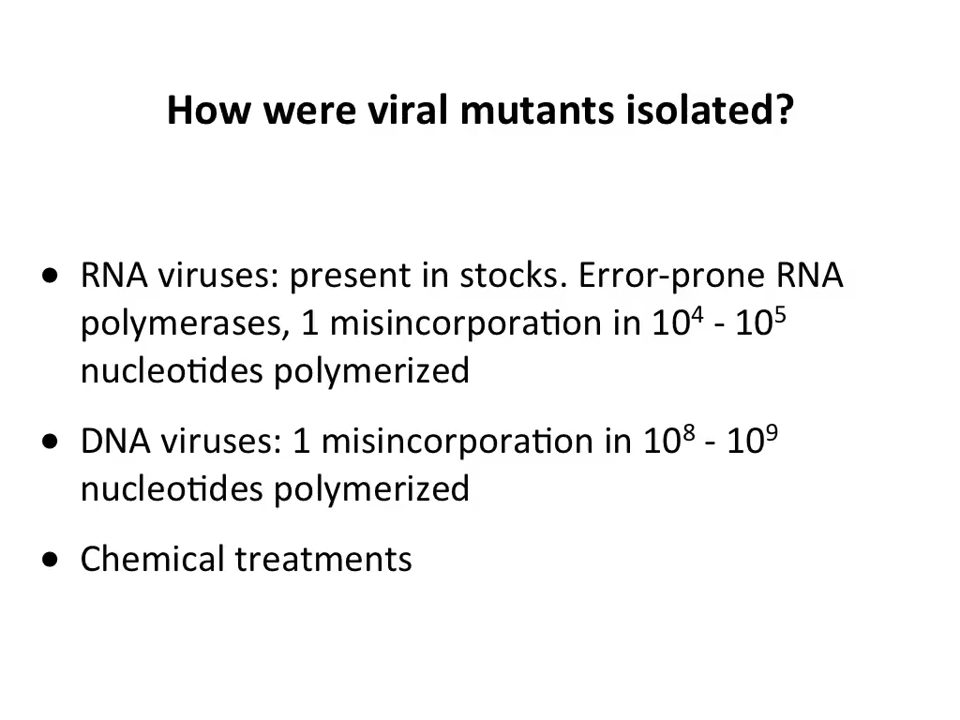 How were viral mutants isolated?
● RNA viruses: present in stocks. Error-prone RNA
polymerases, 1 misincorporation in 10⁴ - 10⁵
nucleotides polymerized
● DNA viruses: 1 misincorporation in 10⁸ - 10⁹
nucleotides polymerized
● Chemical treatments